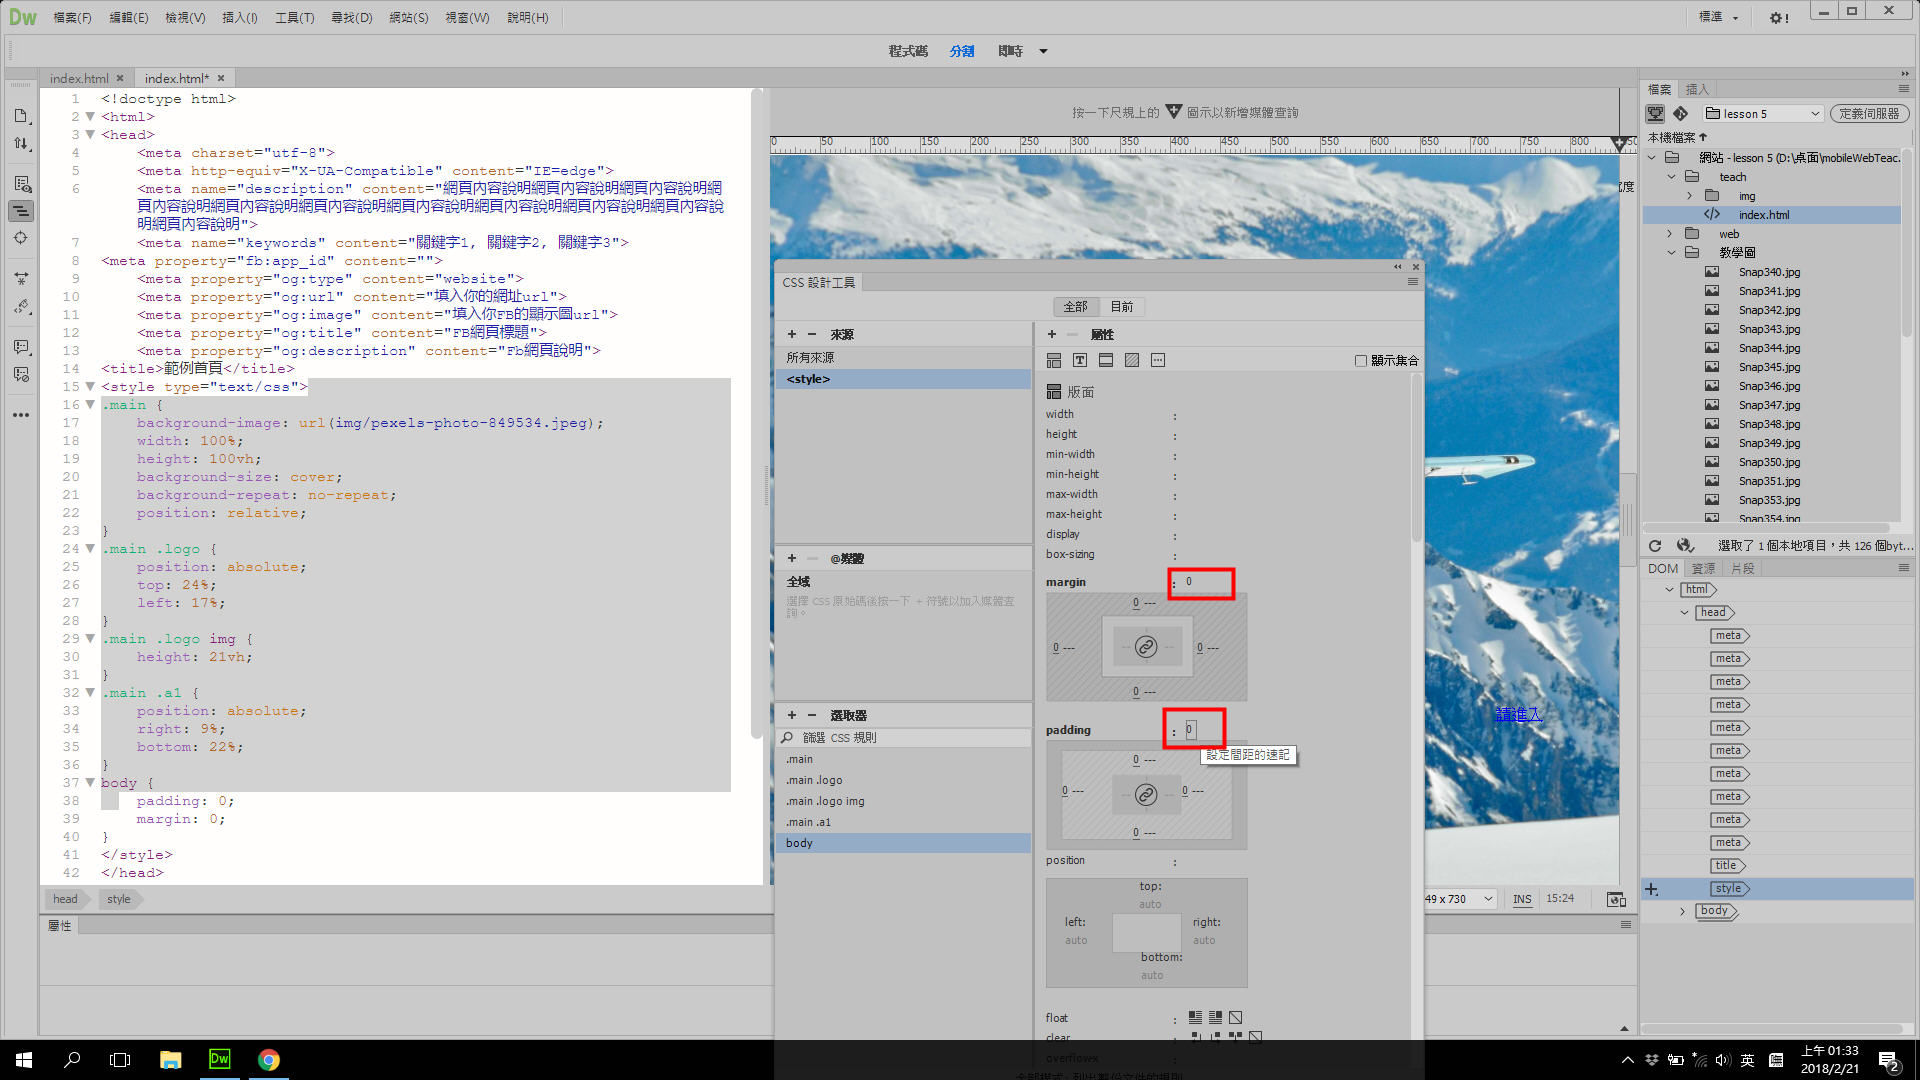 Dw 檔案(F) 編輯(E) 檢視(V) 插入(I) 工具(T) 尋找(D) 網站(S) 視窗(W) 說明(H) 標準
程式碼 分割 即時
index.html index.html*
1 <!doctype html>
2 <html>
3 <head>
4 <meta charset="utf-8">
5 <meta http-equiv="X-UA-Compatible" content="IE=edge">
6 <meta name="description" content="網頁內容說明網頁內容說明網頁內容說明網
頁內容說明網頁內容說明網頁內容說明網頁內容說明網頁內容說明網頁內容說明網頁內容說
明網頁內容說明">
7 <meta name="keywords" content="關鍵字1, 關鍵字2, 關鍵字3">
8 <meta property="fb:app_id" content="">
9 <meta property="og:type" content="website">
10 <meta property="og:url" content="填入你的網址url">
11 <meta property="og:image" content="填入你FB的顯示圖url">
12 <meta property="og:title" content="FB網頁標題">
13 <meta property="og:description" content="Fb網頁說明">
14 <title>範例首頁</title>
15 <style type="text/css">
16 .main {
17 background-image: url(img/pexels-photo-849534.jpeg);
18 width: 100%;
19 height: 100vh;
20 background-size: cover;
21 background-repeat: no-repeat;
22 position: relative;
23 }
24 .main .logo {
25 position: absolute;
26 top: 24%;
27 left: 17%;
28 }
29 .main .logo img {
30 height: 21vh;
31 }
32 .main .a1 {
33 position: absolute;
34 right: 9%;
35 bottom: 22%;
36 }
37 body {
38 padding: 0;
39 margin: 0;
40 }
41 </style>
42 </head>
head style
屬性
按一下尺規上的 圖示以新增媒體查詢
0 50 100 150 200 250 300 350 400 450 500 550 600 650 700 750 800
請進入
CSS 設計工具
全部 目前
+ − 來源
所有來源
<style>
+ − @媒體
全域
選擇 CSS 原始碼後按一下 + 符號以加入媒體查
詢。
+ − 選取器
篩選 CSS 規則
.main
.main .logo
.main .logo img
.main .a1
body
+ − 屬性
顯示集合
版面
width :
height :
min-width :
min-height :
max-width :
max-height :
display :
box-sizing :
margin : 0
0 ---
0 --- 0 ---
0 ---
padding : 0
設定間距的速記
0 ---
0 --- 0 ---
0 ---
position :
top:
auto
left: right:
auto auto
bottom:
auto
float :
clear :
overflow-x :
49 x 730 INS 15:24
檔案 插入
lesson 5 定義伺服器
本機檔案
網站 - lesson 5 (D:\桌面\mobileWebTeac...
teach
img
index.html
web
教學圖
Snap340.jpg
Snap341.jpg
Snap342.jpg
Snap343.jpg
Snap344.jpg
Snap345.jpg
Snap346.jpg
Snap347.jpg
Snap348.jpg
Snap349.jpg
Snap350.jpg
Snap351.jpg
Snap353.jpg
Snap354.jpg
選取了 1 個本地項目，共 126 個byt...
DOM 資源 片段
html
head
meta
meta
meta
meta
meta
meta
meta
meta
meta
meta
title
style
body
Dw 英 上午 01:33
2018/2/21
2